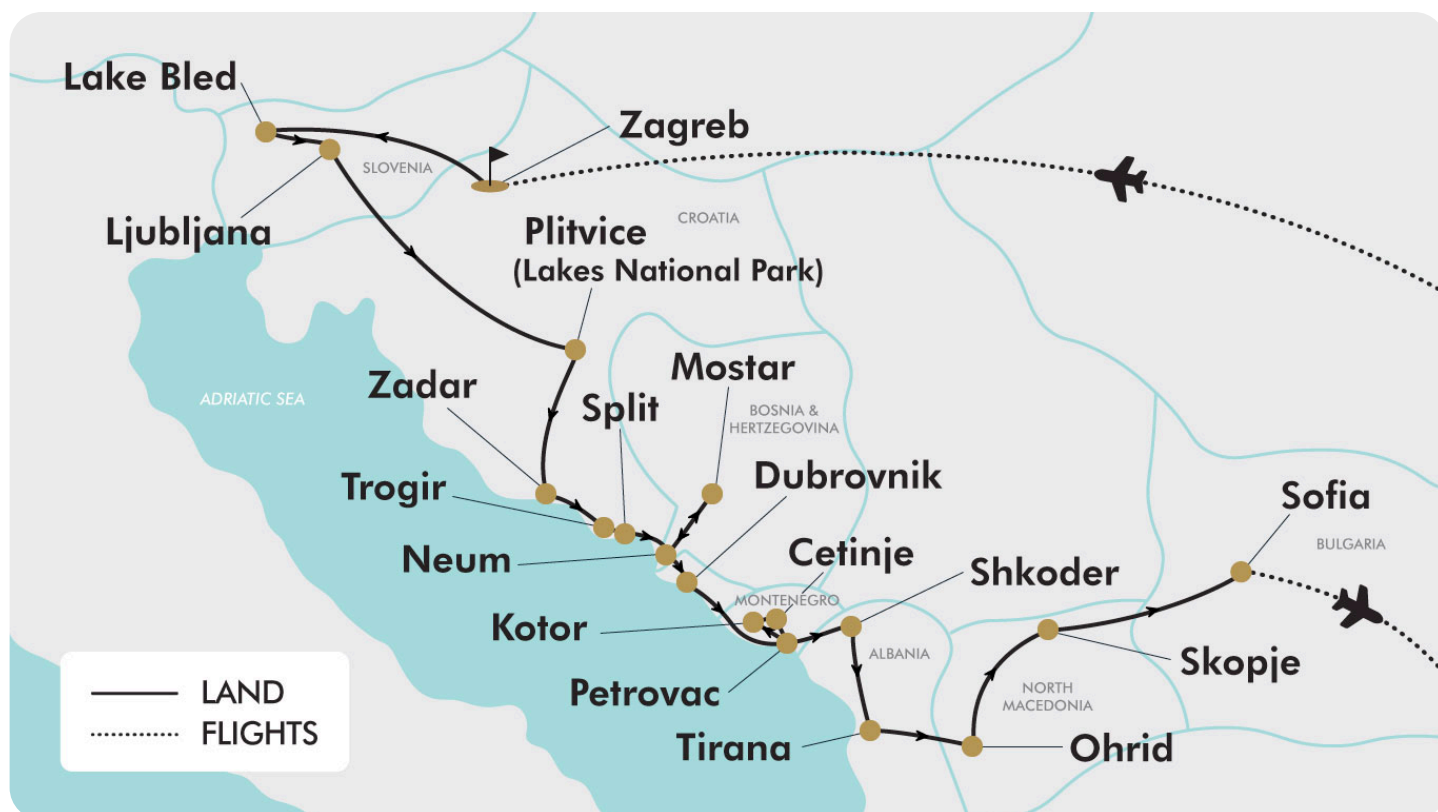 Lake Bled
Zagreb
SLOVENIA
Ljubljana
CROATIA
Plitvice
(Lakes National Park)
Mostar
Zadar
ADRIATIC SEA
Split
BOSNIA &
HERTZEGOVINA
Dubrovnik
Trogir
Sofia
BULGARIA
Neum
Cetinje
Shkoder
MONTENEGRO
Kotor
ALBANIA
Skopje
Petrovac
NORTH
MACEDONIA
LAND
FLIGHTS
Tirana
Ohrid